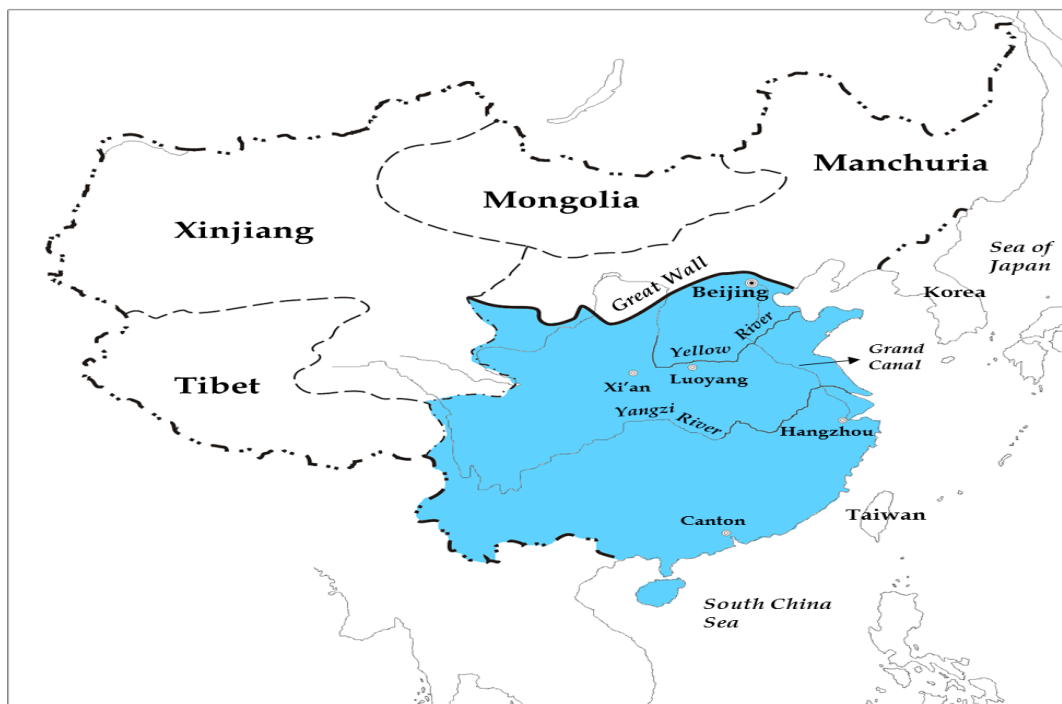 Manchuria
Mongolia
Xinjiang
Sea of
Japan
Great Wall
Beijing
Korea
Yellow River
Grand
Canal
Tibet
Xi'an
Luoyang
Yangzi River
Hangzhou
Canton
Taiwan
South China
Sea